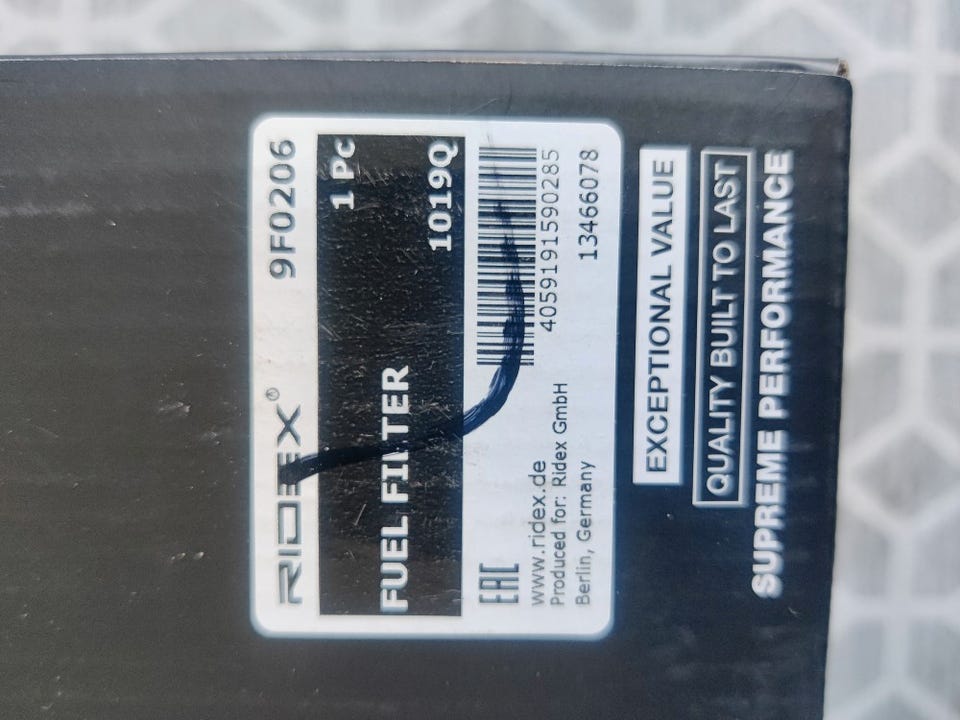 RIDEX® 9F0206
1 Pc
FUEL FILTER
1019Q
EAC
www.ridex.de
Produced for: Ridex GmbH
Berlin, Germany
4059191590285
13466078
EXCEPTIONAL VALUE
QUALITY BUILT TO LAST
SUPREME PERFORMANCE